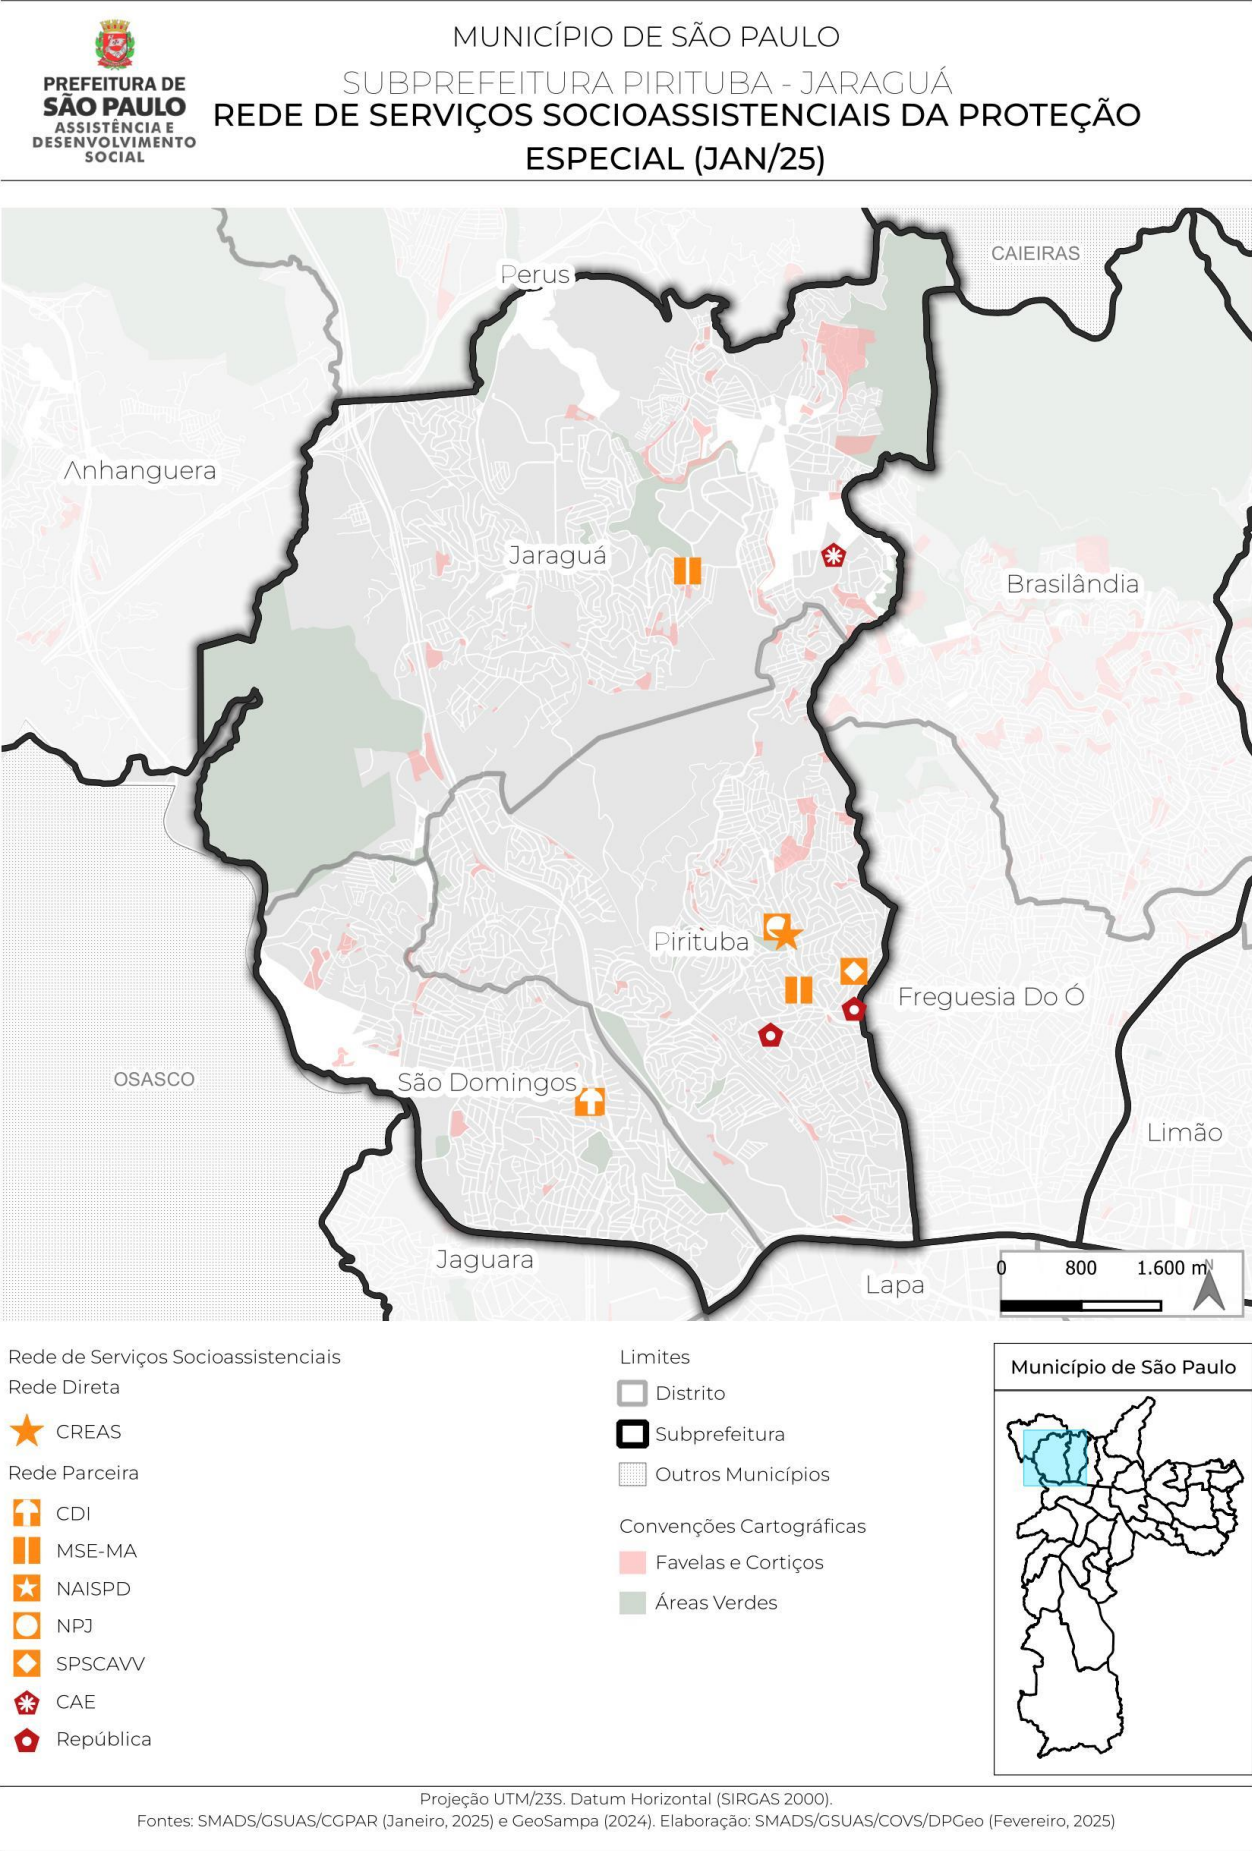 PREFEITURA DE
SÃO PAULO
ASSISTÊNCIA E
DESENVOLVIMENTO
SOCIAL
MUNICÍPIO DE SÃO PAULO
SUBPREFEITURA PIRITUBA - JARAGUÁ
REDE DE SERVIÇOS SOCIOASSISTENCIAIS DA PROTEÇÃO
ESPECIAL (JAN/25)
CAIEIRAS
Perus
Anhanguera
Jaraguá
Brasilândia
Pirituba
Freguesia Do Ó
OSASCO
São Domingos
Limão
Jaguara
Lapa
0 800 1.600 m
N
Rede de Serviços Socioassistenciais
Rede Direta
CREAS
Rede Parceira
CDI
MSE-MA
NAISPD
NPJ
SPSCAVV
CAE
República
Limites
Distrito
Subprefeitura
Outros Municípios
Convenções Cartográficas
Favelas e Cortiços
Áreas Verdes
Município de São Paulo
Projeção UTM/23S. Datum Horizontal (SIRGAS 2000).
Fontes: SMADS/GSUAS/CGPAR (Janeiro, 2025) e GeoSampa (2024). Elaboração: SMADS/GSUAS/COVS/DPGeo (Fevereiro, 2025)